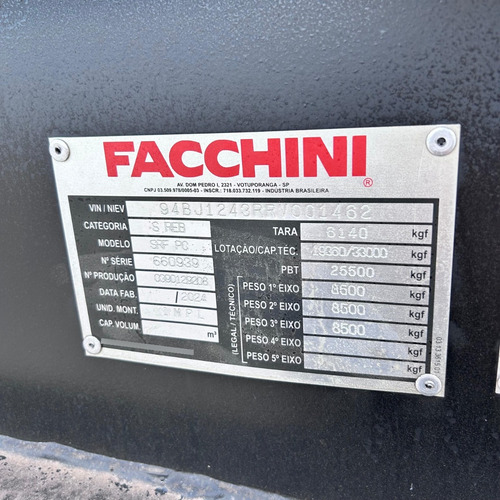 FACCHINI
®
AV. DOM PEDRO I, 2321 - VOTUPORANGA - SP
CNPJ 03.509.978/0005-03 - INSCR.: 718.033.732.119 - INDÚSTRIA BRASILEIRA
VIN / NIEV
CATEGORIA S.REB
MODELO SRF PC
Nº SÉRIE 660939
Nº PRODUÇÃO
DATA FAB. /2024
UNID. MONT.
CAP. VOLUM. m³
TARA 6140 kgf
LOTAÇÃO/CAP.TÉC. 19360/33000 kgf
PBT 25500 kgf
(LEGAL / TÉCNICO)
PESO 1º EIXO 8500 kgf
PESO 2º EIXO 8500 kgf
PESO 3º EIXO 8500 kgf
PESO 4º EIXO kgf
PESO 5º EIXO kgf